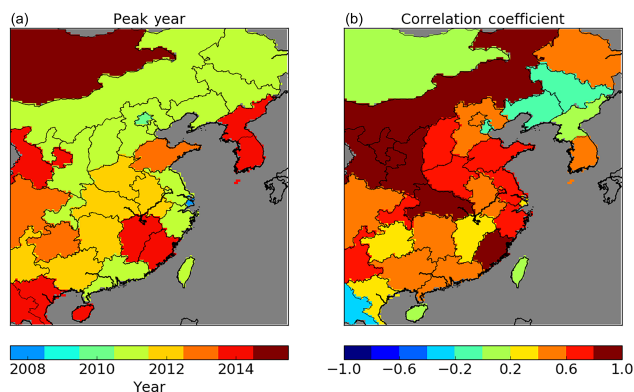 (a) Peak year
(b) Correlation coefficient
2008 2010 2012 2014
Year
−1.0 −0.6 −0.2 0.2 0.6 1.0